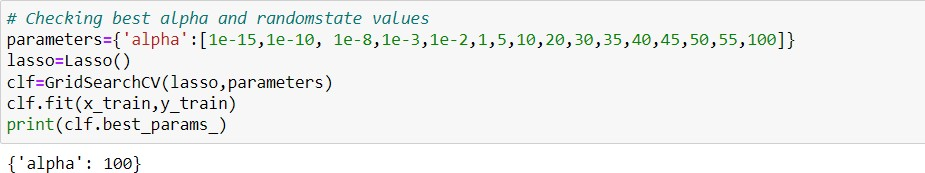 # Checking best alpha and randomstate values
parameters={'alpha':[1e-15,1e-10, 1e-8,1e-3,1e-2,1,5,10,20,30,35,40,45,50,55,100]}
lasso=Lasso()
clf=GridSearchCV(lasso,parameters)
clf.fit(x_train,y_train)
print(clf.best_params_)
{'alpha': 100}